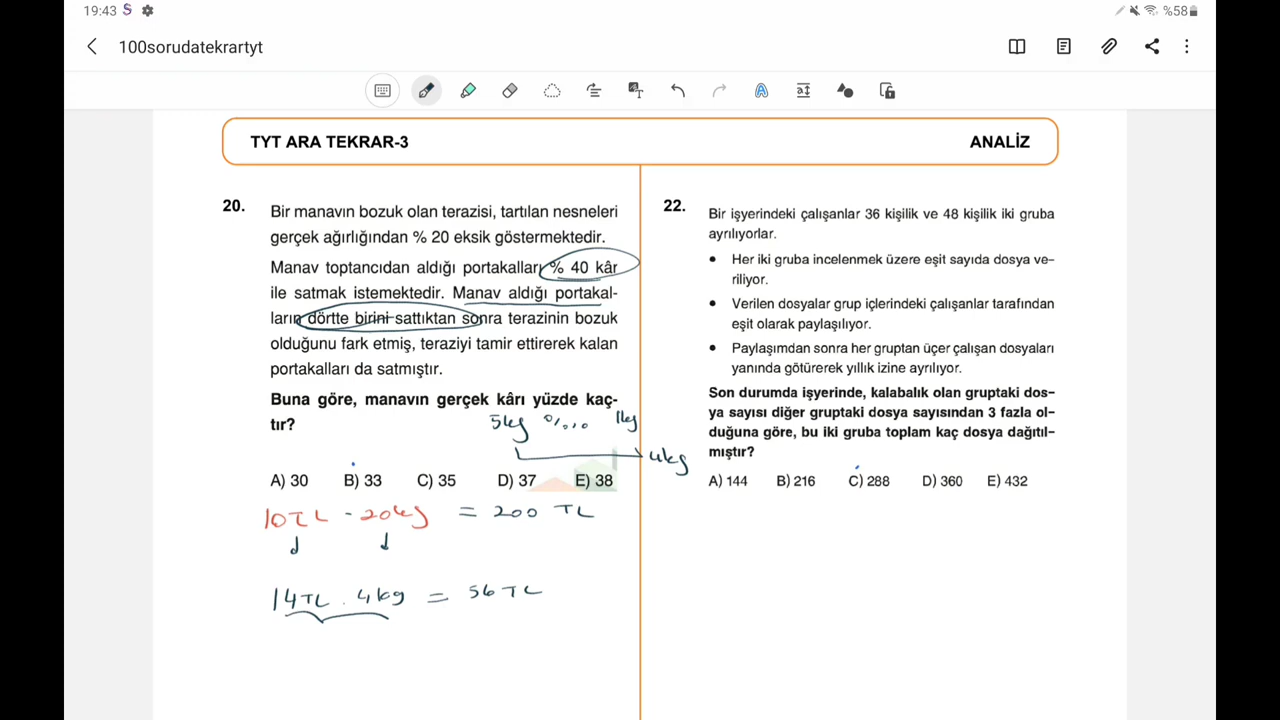 19:43 S %58
100sorudatekrartyt
TYT ARA TEKRAR-3 ANALİZ
20. Bir manavın bozuk olan terazisi, tartılan nesneleri
gerçek ağırlığından % 20 eksik göstermektedir.
Manav toptancıdan aldığı portakalları % 40 kâr
ile satmak istemektedir. Manav aldığı portakal-
ların dörtte birini sattıktan sonra terazinin bozuk
olduğunu fark etmiş, teraziyi tamir ettirerek kalan
portakalları da satmıştır.
Buna göre, manavın gerçek kârı yüzde kaç-
tır?
5kg 1kg
4kg
A) 30 B) 33 C) 35 D) 37 E) 38
10TL · 20kg = 200 TL
14TL . 4kg = 56 TL
22. Bir işyerindeki çalışanlar 36 kişilik ve 48 kişilik iki gruba
ayrılıyorlar.
• Her iki gruba incelenmek üzere eşit sayıda dosya ve-
riliyor.
• Verilen dosyalar grup içlerindeki çalışanlar tarafından
eşit olarak paylaşılıyor.
• Paylaşımdan sonra her gruptan üçer çalışan dosyaları
yanında götürerek yıllık izine ayrılıyor.
Son durumda işyerinde, kalabalık olan gruptaki dos-
ya sayısı diğer gruptaki dosya sayısından 3 fazla ol-
duğuna göre, bu iki gruba toplam kaç dosya dağıtıl-
mıştır?
A) 144 B) 216 C) 288 D) 360 E) 432